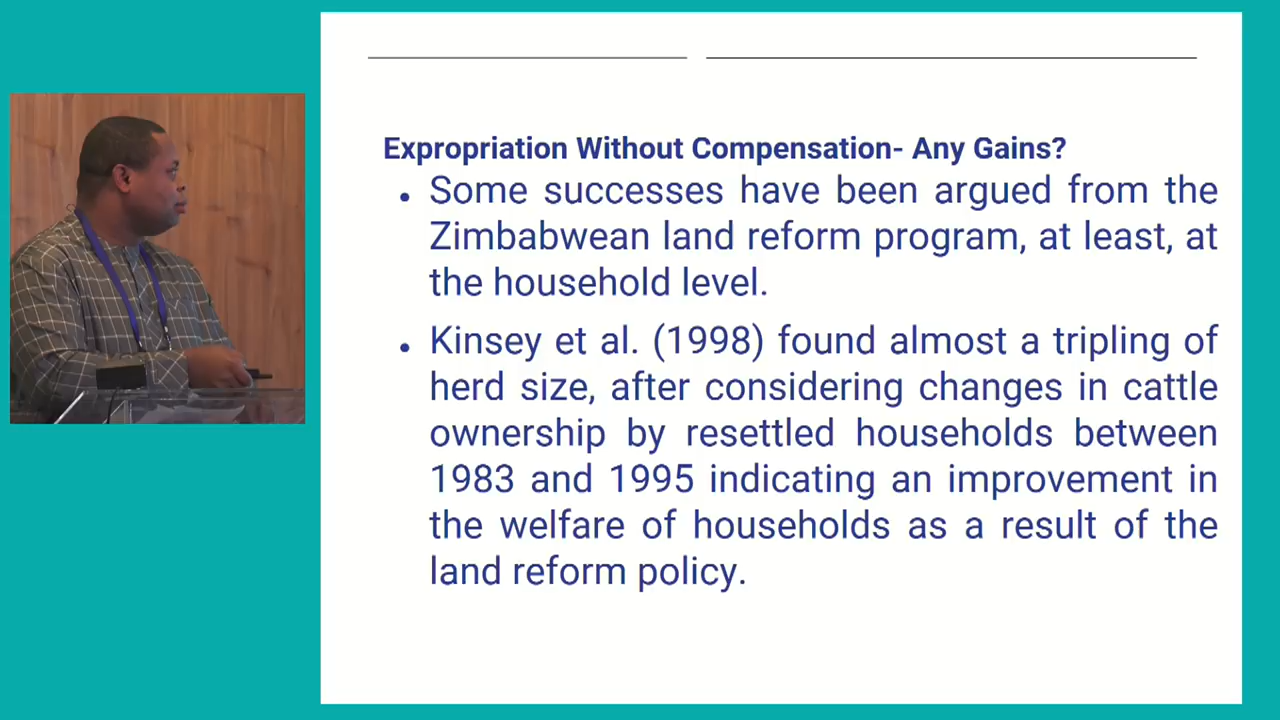 Expropriation Without Compensation- Any Gains?
• Some successes have been argued from the
Zimbabwean land reform program, at least, at
the household level.
• Kinsey et al. (1998) found almost a tripling of
herd size, after considering changes in cattle
ownership by resettled households between
1983 and 1995 indicating an improvement in
the welfare of households as a result of the
land reform policy.